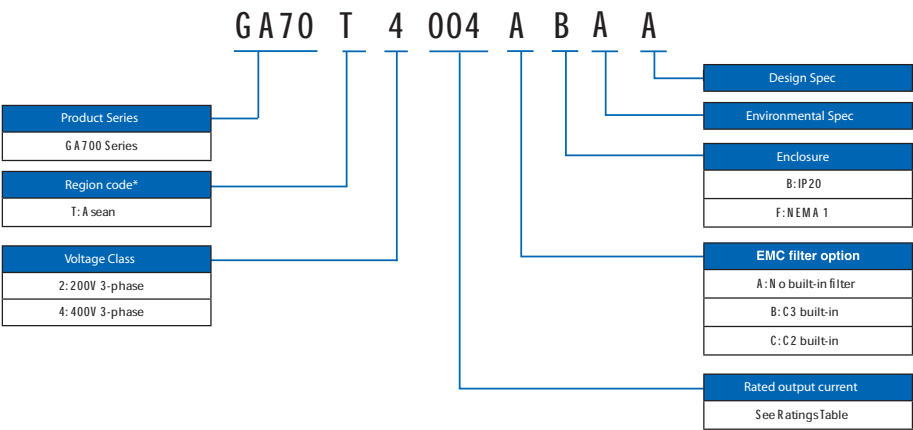 GA70 T 4 004 A B A A
Design Spec
Product Series
Environmental Spec
GA700 Series
Enclosure
Region code*
B:IP20
T:Asean
F:NEMA 1
Voltage Class
EMC filter option
2:200V 3-phase
A:No built-in filter
4:400V 3-phase
B:C3 built-in
C:C2 built-in
Rated output current
See Ratings Table